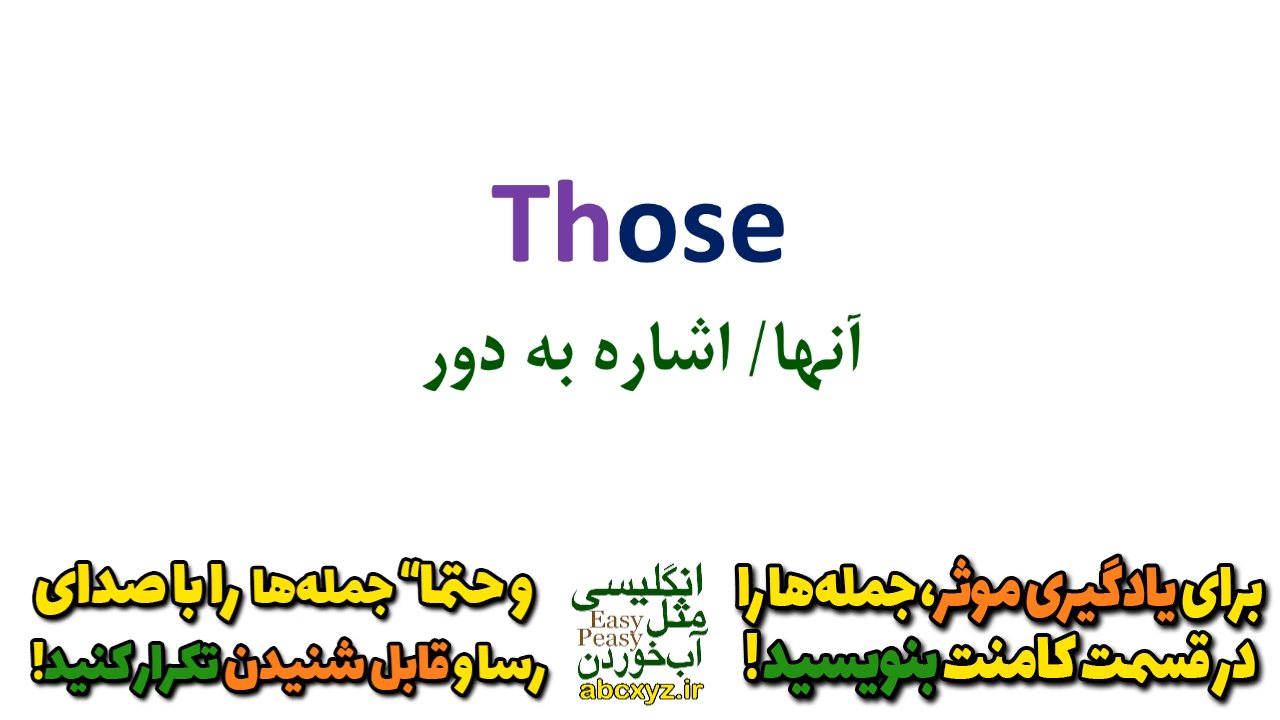 Those
آنها/ اشاره به دور
برای یادگیری موثر، جمله‌ها را
در قسمت کامنت بنویسید!
انگلیسی
مثل
Easy
Peasy
آب‌خوردن
abcxyz.ir
و حتما“ جمله‌ها را با صدای
رسا و قابل شنیدن تکرار کنید!